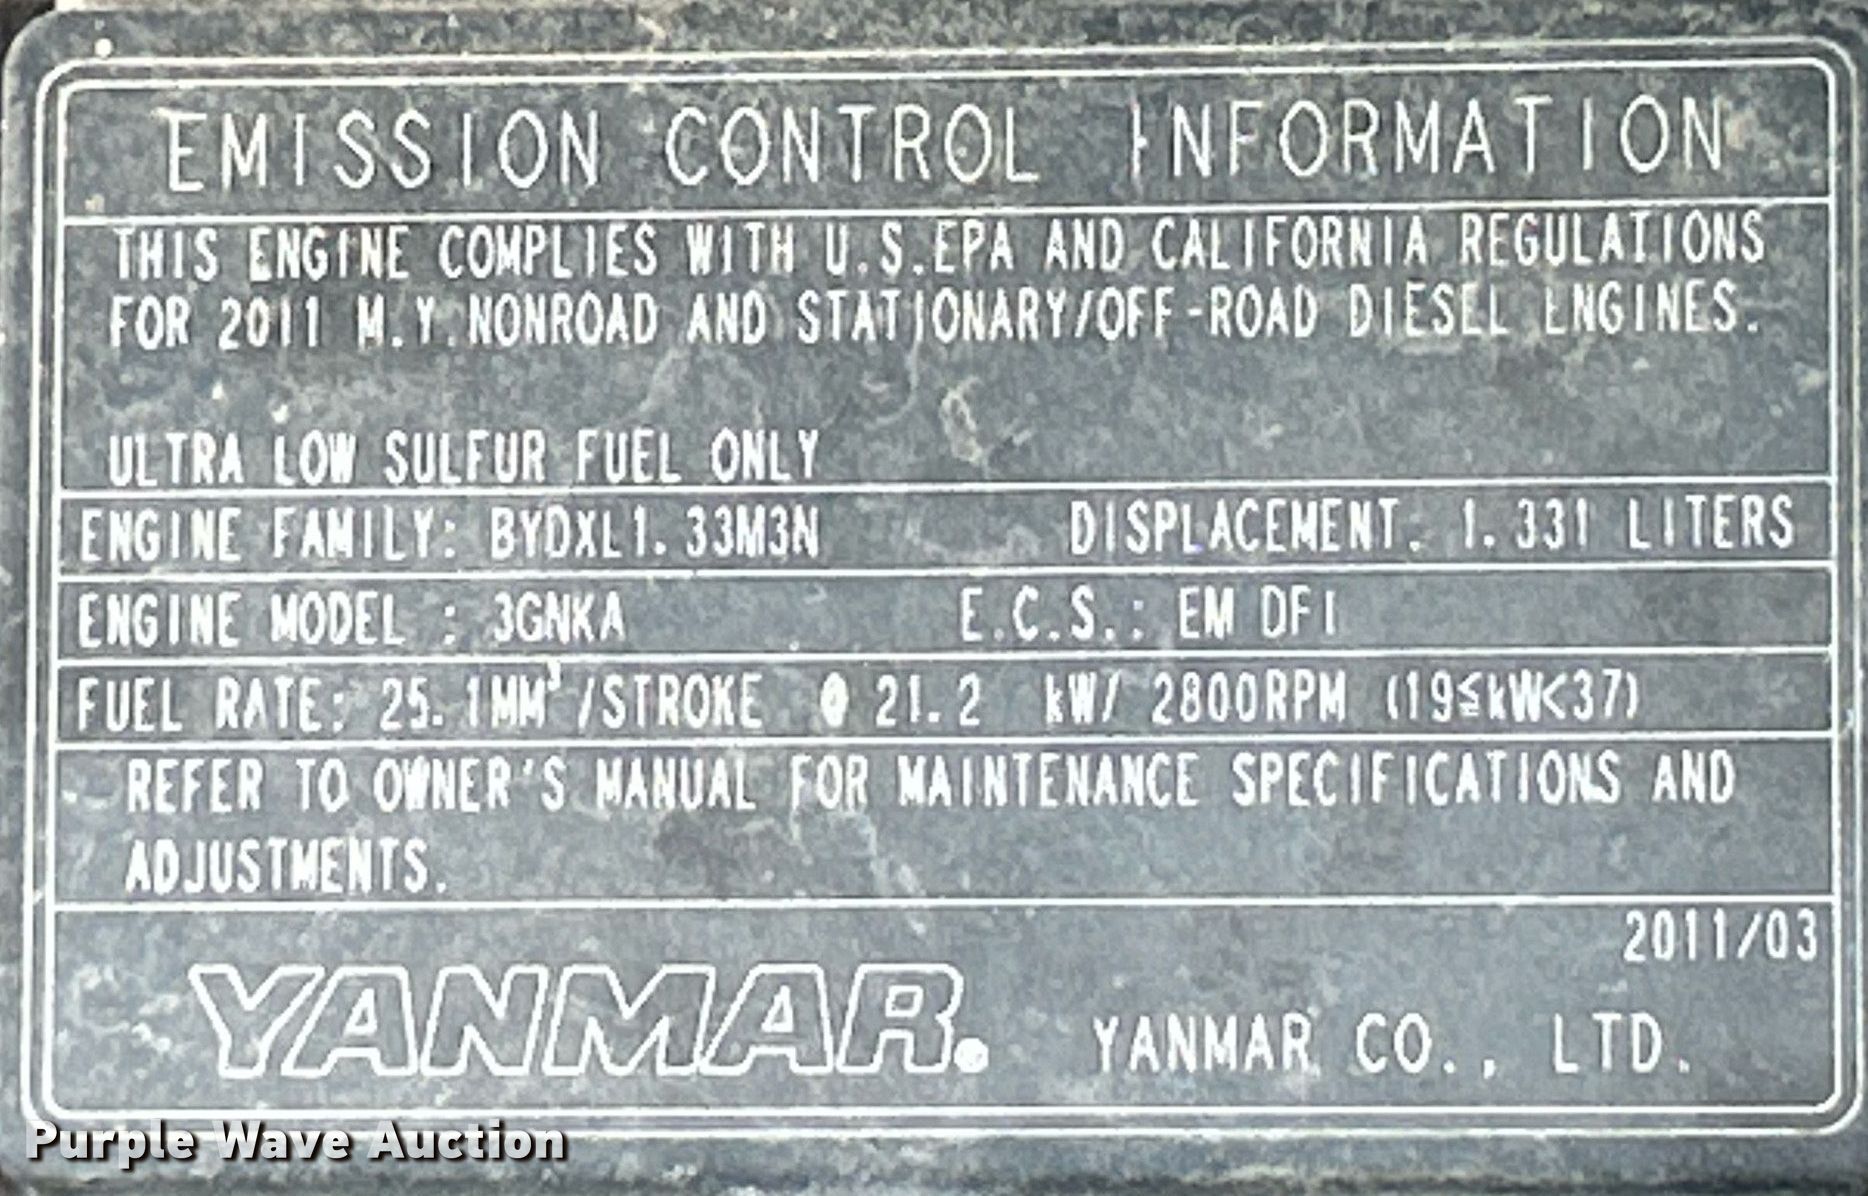 EMISSION CONTROL INFORMATION
THIS ENGINE COMPLIES WITH U.S.EPA AND CALIFORNIA REGULATIONS
FOR 2011 M.Y.NONROAD AND STATIONARY/OFF-ROAD DIESEL ENGINES.
ULTRA LOW SULFUR FUEL ONLY
ENGINE FAMILY: BYDXL1.33M3N DISPLACEMENT: 1.331 LITERS
ENGINE MODEL : 3GNKA E.C.S.: EM DFI
FUEL RATE: 25.1MM³/STROKE @ 21.2 kW/ 2800RPM (19≦kW<37)
REFER TO OWNER'S MANUAL FOR MAINTENANCE SPECIFICATIONS AND
ADJUSTMENTS.
2011/03
YANMAR. YANMAR CO., LTD.
Purple Wave Auction